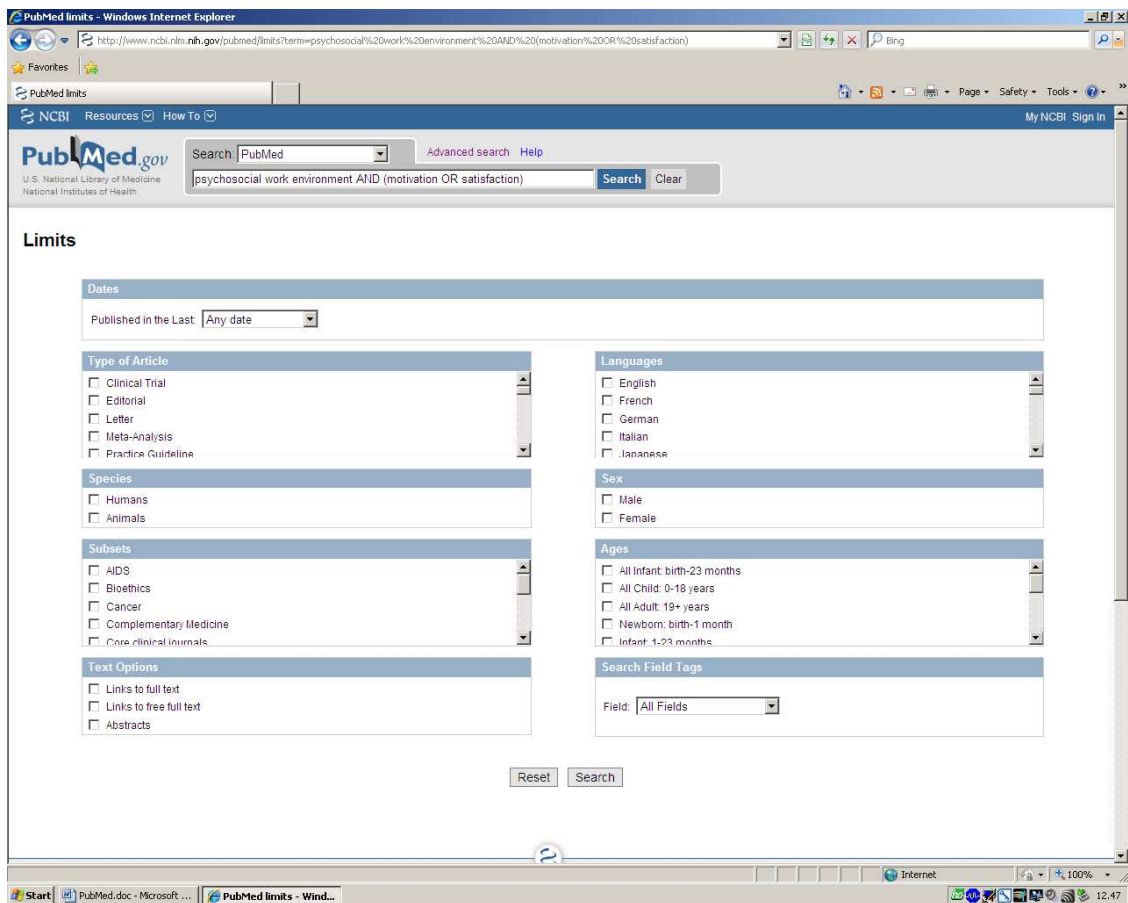 PubMed limits - Windows Internet Explorer
http://www.ncbi.nlm.nih.gov/pubmed/limits?term=psychosocial%20work%20environment%20AND%20(motivation%20OR%20satisfaction)
Bing
Favorites
PubMed limits
Page Safety Tools »
NCBI Resources How To My NCBI Sign In
PubMed.gov
U.S. National Library of Medicine
National Institutes of Health
Search: PubMed
Advanced search Help
psychosocial work environment AND (motivation OR satisfaction)
Search Clear
Limits
Dates
Published in the Last: Any date
Type of Article
Clinical Trial
Editorial
Letter
Meta-Analysis
Practice Guideline
Languages
English
French
German
Italian
Japanese
Species
Humans
Animals
Sex
Male
Female
Subsets
AIDS
Bioethics
Cancer
Complementary Medicine
Core clinical journals
Ages
All Infant: birth-23 months
All Child: 0-18 years
All Adult: 19+ years
Newborn: birth-1 month
Infant: 1-23 months
Text Options
Links to full text
Links to free full text
Abstracts
Search Field Tags
Field: All Fields
Reset Search
Internet 100%
Start PubMed.doc - Microsoft ... PubMed limits - Wind... 12.47